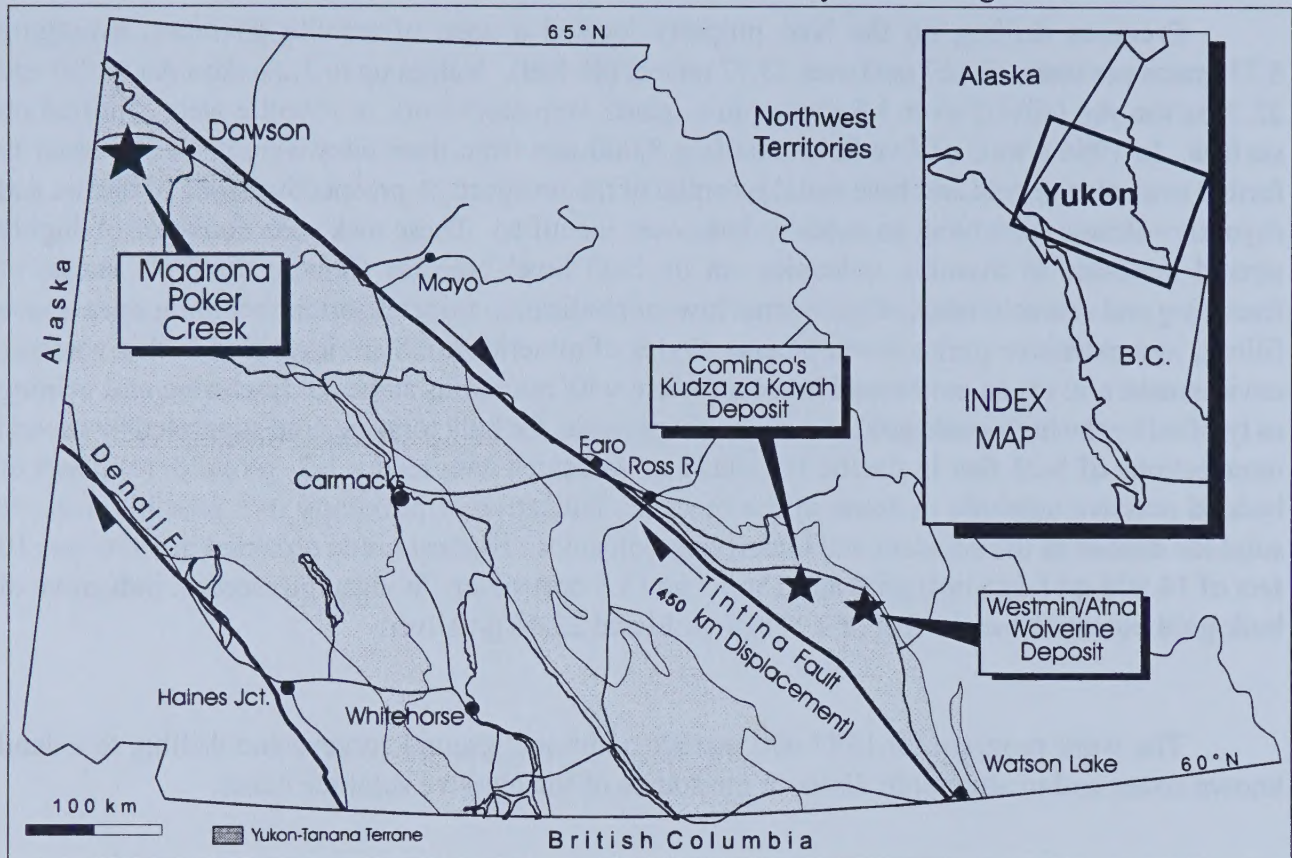 65°N
Alaska
Northwest
Territories
Yukon
B.C.
INDEX
MAP
Dawson
Madrona
Poker
Creek
Mayo
Alaska
Cominco's
Kudza za Kayah
Deposit
Faro
Ross R.
Carmacks
Denali Ft.
Tintina Fault
(450 km Displacement)
Westmin/Atna
Wolverine
Deposit
Haines Jct.
Whitehorse
Watson Lake
60°N
100 km
Yukon-Tanana Terrane
British Columbia